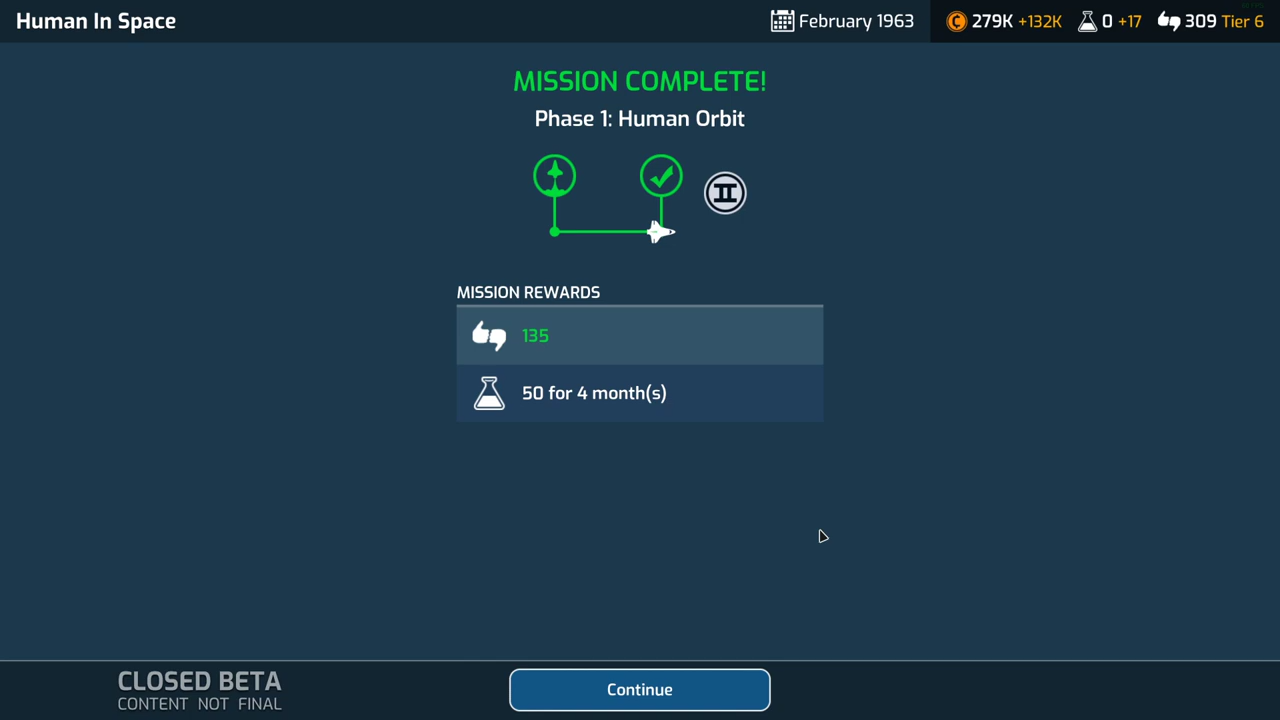 Human In Space
February 1963
279K +132K
0 +17
309 Tier 6
MISSION COMPLETE!
Phase 1: Human Orbit
II
MISSION REWARDS
135
50 for 4 month(s)
CLOSED BETA
CONTENT NOT FINAL
Continue